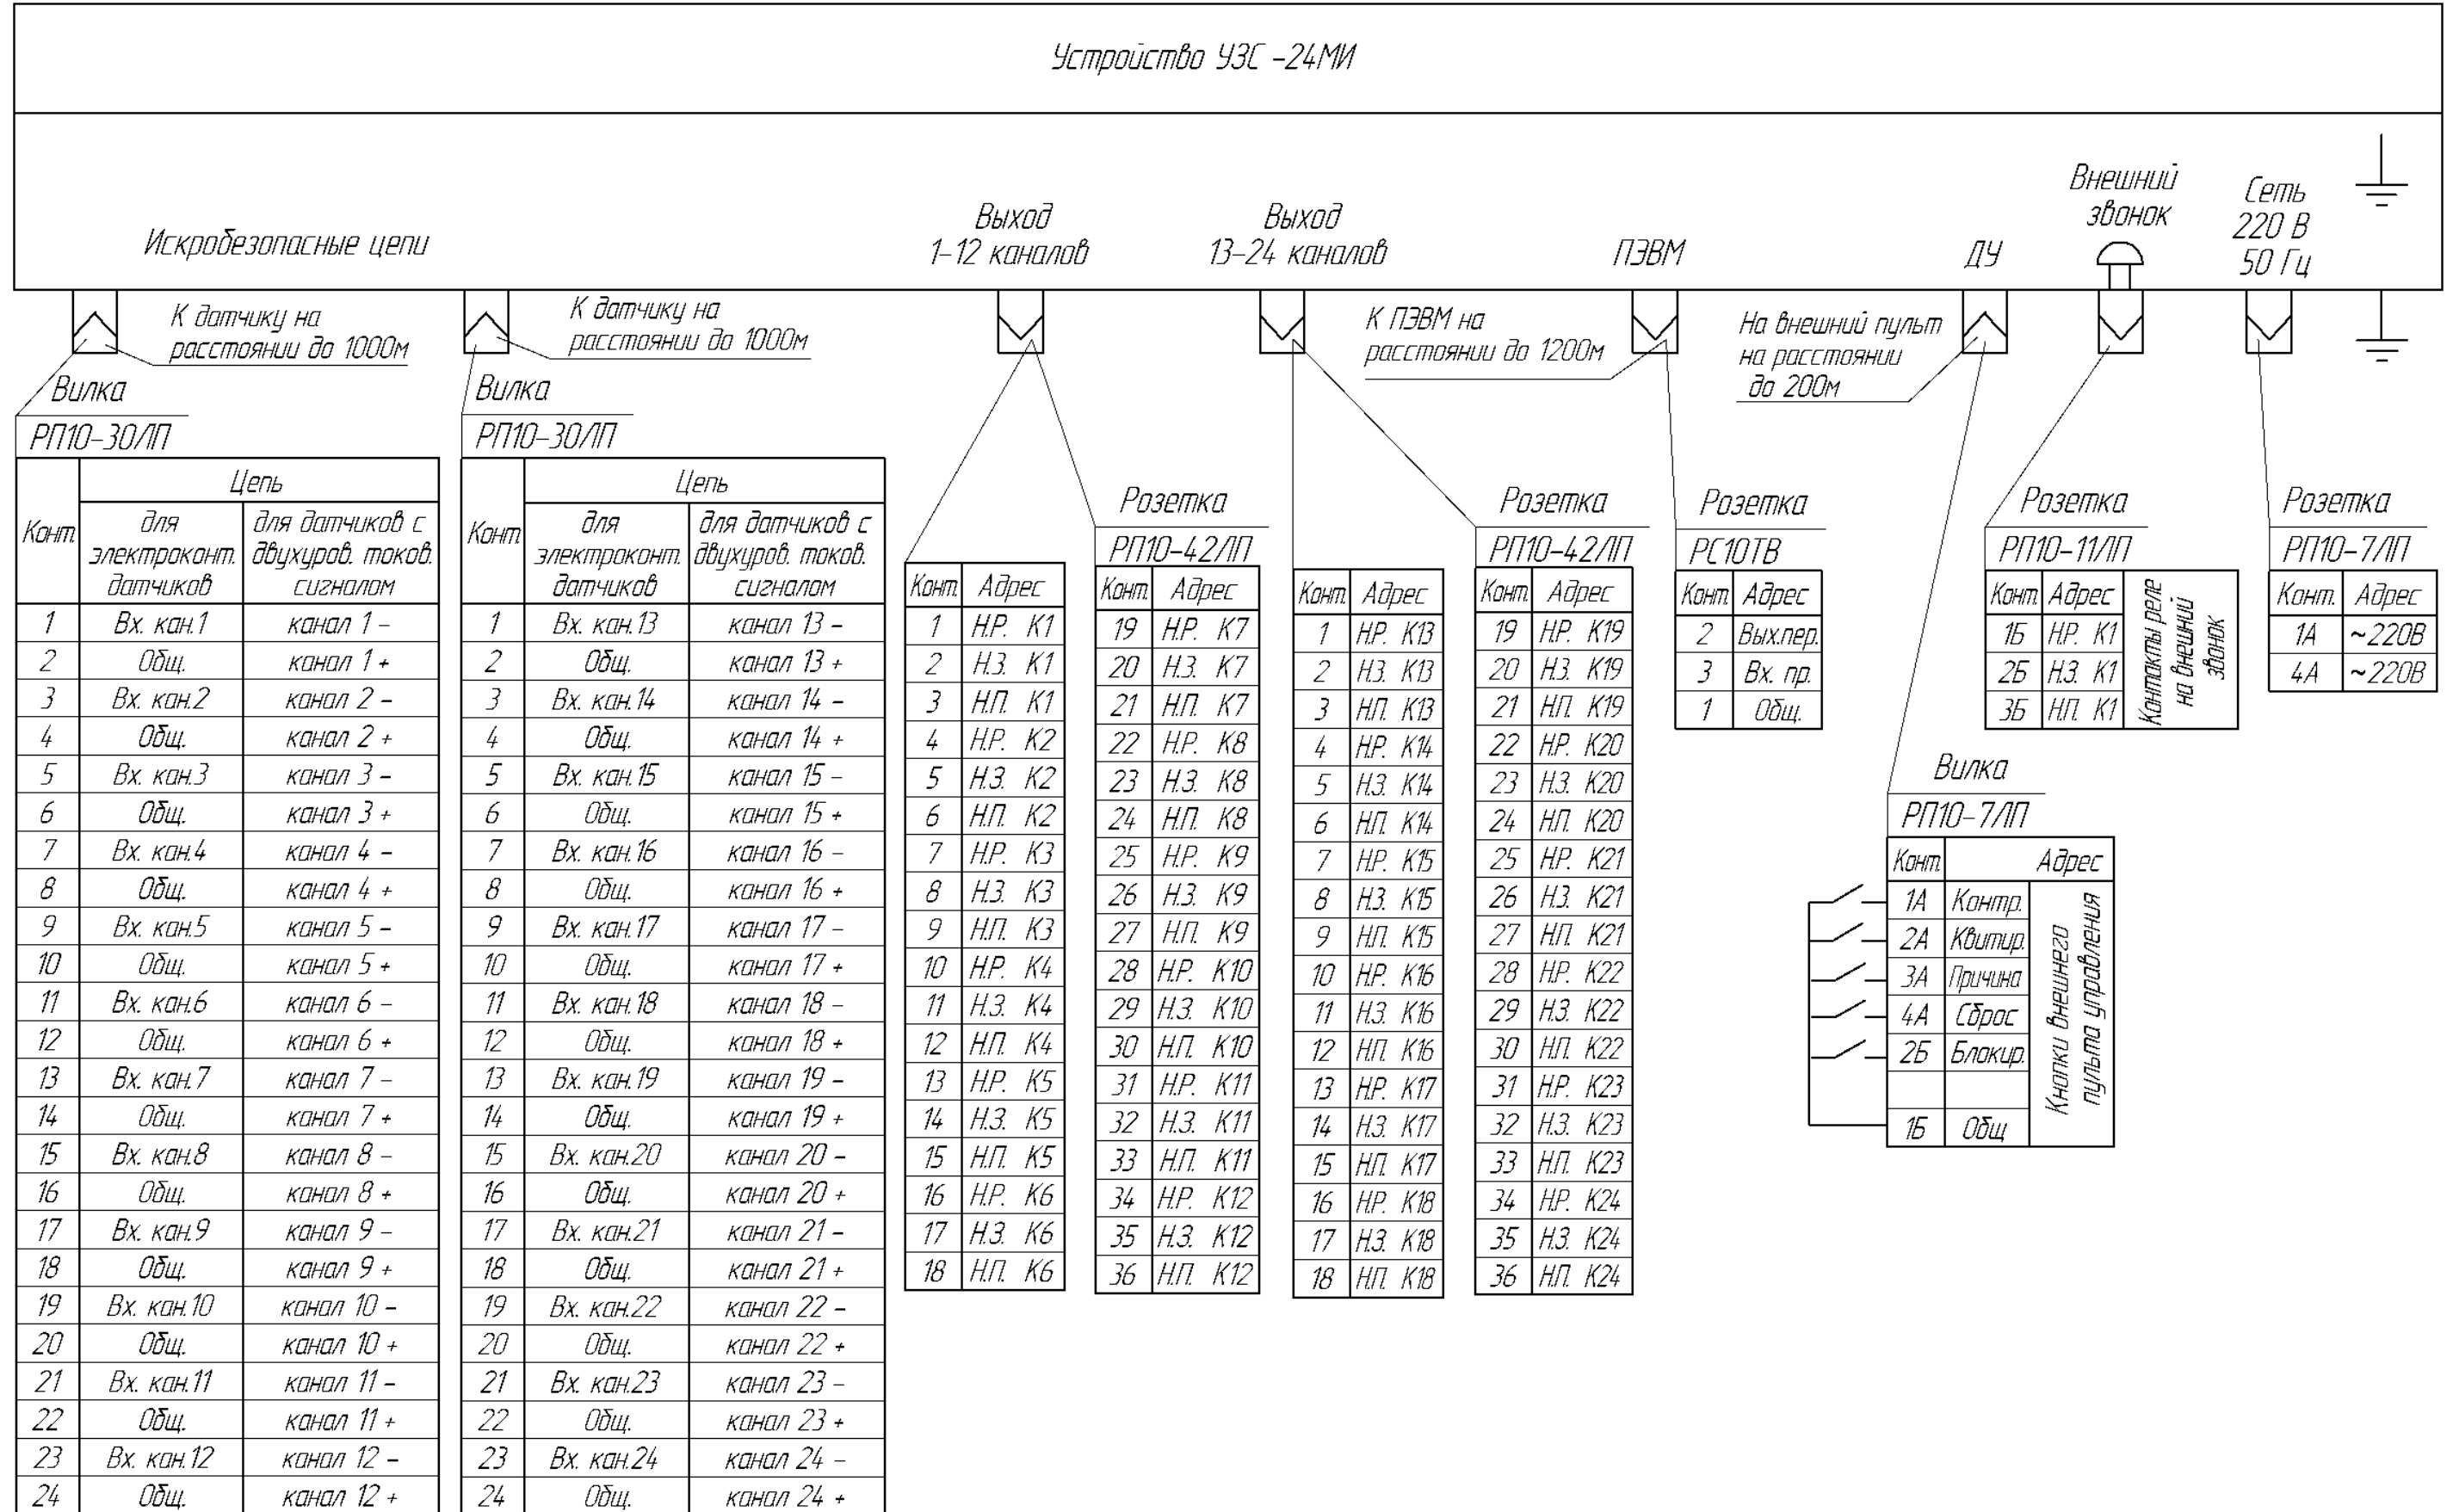 Устройство УЗС -24МИ
Искробезопасные цепи
Выход
1-12 каналов
Выход
13-24 каналов
ПЭВМ
ДУ
Внешний
звонок
Сеть
220 В
50 Гц
К датчику на
расстоянии до 1000м
К датчику на
расстоянии до 1000м
К ПЭВМ на
расстоянии до 1200м
На внешний пульт
на расстоянии
до 200м
Вилка
РП10-30/ЛП
Конт. Цепь
для электроконт. датчиков
для датчиков с двухуров. токов. сигналом
1 Вх. кан.1 канал 1 -
2 Общ. канал 1 +
3 Вх. кан.2 канал 2 -
4 Общ. канал 2 +
5 Вх. кан.3 канал 3 -
6 Общ. канал 3 +
7 Вх. кан.4 канал 4 -
8 Общ. канал 4 +
9 Вх. кан.5 канал 5 -
10 Общ. канал 5 +
11 Вх. кан.6 канал 6 -
12 Общ. канал 6 +
13 Вх. кан.7 канал 7 -
14 Общ. канал 7 +
15 Вх. кан.8 канал 8 -
16 Общ. канал 8 +
17 Вх. кан.9 канал 9 -
18 Общ. канал 9 +
19 Вх. кан.10 канал 10 -
20 Общ. канал 10 +
21 Вх. кан.11 канал 11 -
22 Общ. канал 11 +
23 Вх. кан.12 канал 12 -
24 Общ. канал 12 +
Вилка
РП10-30/ЛП
Конт. Цепь
для электроконт. датчиков
для датчиков с двухуров. токов. сигналом
1 Вх. кан.13 канал 13 -
2 Общ. канал 13 +
3 Вх. кан.14 канал 14 -
4 Общ. канал 14 +
5 Вх. кан.15 канал 15 -
6 Общ. канал 15 +
7 Вх. кан.16 канал 16 -
8 Общ. канал 16 +
9 Вх. кан.17 канал 17 -
10 Общ. канал 17 +
11 Вх. кан.18 канал 18 -
12 Общ. канал 18 +
13 Вх. кан.19 канал 19 -
14 Общ. канал 19 +
15 Вх. кан.20 канал 20 -
16 Общ. канал 20 +
17 Вх. кан.21 канал 21 -
18 Общ. канал 21 +
19 Вх. кан.22 канал 22 -
20 Общ. канал 22 +
21 Вх. кан.23 канал 23 -
22 Общ. канал 23 +
23 Вх. кан.24 канал 24 -
24 Общ. канал 24 +
Конт. Адрес
1 Н.Р. К1
2 Н.З. К1
3 Н.П. К1
4 Н.Р. К2
5 Н.З. К2
6 Н.П. К2
7 Н.Р. К3
8 Н.З. К3
9 Н.П. К3
10 Н.Р. К4
11 Н.З. К4
12 Н.П. К4
13 Н.Р. К5
14 Н.З. К5
15 Н.П. К5
16 Н.Р. К6
17 Н.З. К6
18 Н.П. К6
Розетка
РП10-42/ЛП
Конт. Адрес
19 Н.Р. К7
20 Н.З. К7
21 Н.П. К7
22 Н.Р. К8
23 Н.З. К8
24 Н.П. К8
25 Н.Р. К9
26 Н.З. К9
27 Н.П. К9
28 Н.Р. К10
29 Н.З. К10
30 Н.П. К10
31 Н.Р. К11
32 Н.З. К11
33 Н.П. К11
34 Н.Р. К12
35 Н.З. К12
36 Н.П. К12
Конт. Адрес
1 Н.Р. К13
2 Н.З. К13
3 Н.П. К13
4 Н.Р. К14
5 Н.З. К14
6 Н.П. К14
7 Н.Р. К15
8 Н.З. К15
9 Н.П. К15
10 Н.Р. К16
11 Н.З. К16
12 Н.П. К16
13 Н.Р. К17
14 Н.З. К17
15 Н.П. К17
16 Н.Р. К18
17 Н.З. К18
18 Н.П. К18
Розетка
РП10-42/ЛП
Конт. Адрес
19 Н.Р. К19
20 Н.З. К19
21 Н.П. К19
22 Н.Р. К20
23 Н.З. К20
24 Н.П. К20
25 Н.Р. К21
26 Н.З. К21
27 Н.П. К21
28 Н.Р. К22
29 Н.З. К22
30 Н.П. К22
31 Н.Р. К23
32 Н.З. К23
33 Н.П. К23
34 Н.Р. К24
35 Н.З. К24
36 Н.П. К24
Розетка
РС10ТВ
Конт. Адрес
2 Вых.пер.
3 Вх. пр.
1 Общ.
Розетка
РП10-11/ЛП
Конт. Адрес
1Б Н.Р. К1
2Б Н.З. К1
3Б Н.П. К1
Контакты реле
на внешний
звонок
Розетка
РП10-7/ЛП
Конт. Адрес
1А ~220В
4А ~220В
Вилка
РП10-7/ЛП
Конт. Адрес
1А Контр.
2А Квитир.
3А Причина
4А Сброс
2Б Блокир.
1Б Общ
Кнопки внешнего
пульта управления